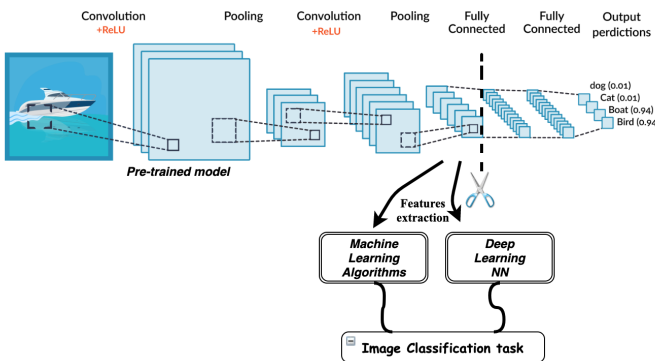 Convolution
+ReLU
Pooling
Convolution
+ReLU
Pooling
Fully
Connected
Fully
Connected
Output
perdictions
dog (0.01)
Cat (0.01)
Boat (0.94)
Bird (0.94
Pre-trained model
Features
extraction
Machine
Learning
Algorithms
Deep
Learning
NN
Image Classification task